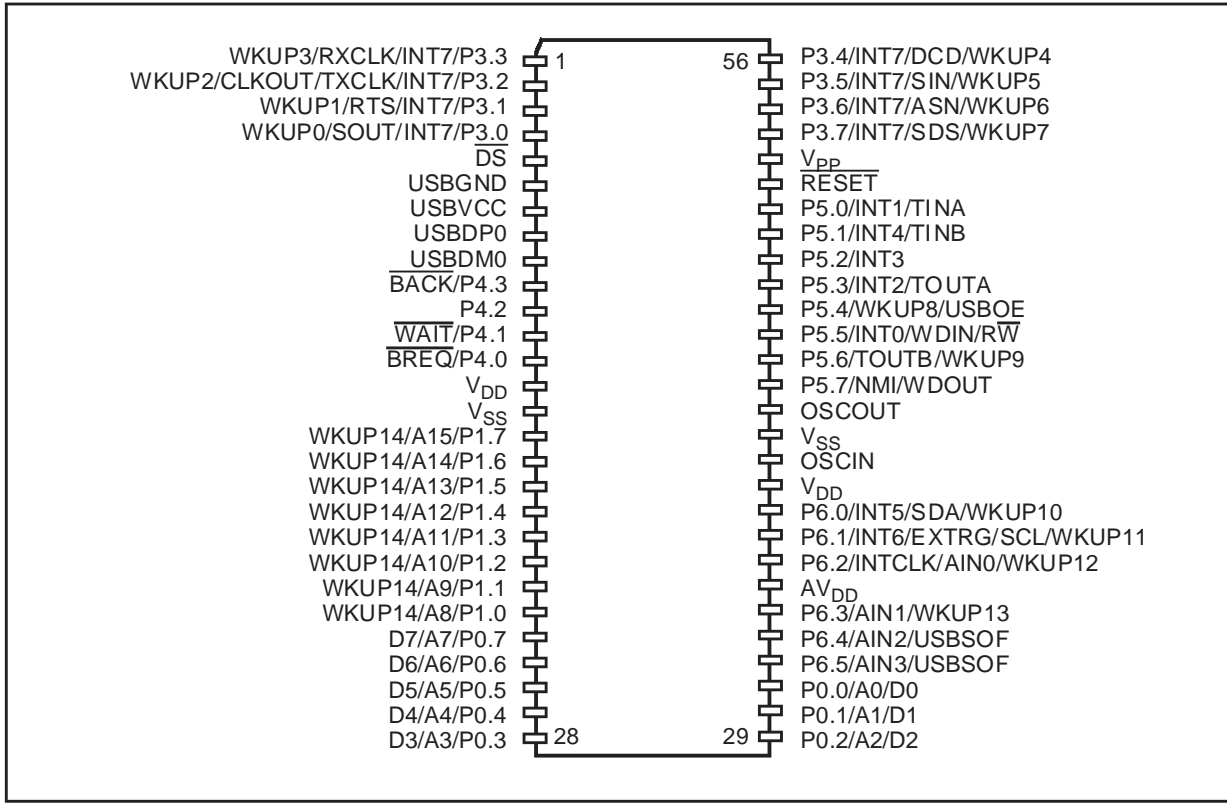 WKUP3/RXCLK/INT7/P3.3
WKUP2/CLKOUT/TXCLK/INT7/P3.2
WKUP1/RTS/INT7/P3.1
WKUP0/SOUT/INT7/P3.0
DS
USBGND
USBVCC
USBDP0
USBDM0
BACK/P4.3
P4.2
WAIT/P4.1
BREQ/P4.0
VDD
VSS
WKUP14/A15/P1.7
WKUP14/A14/P1.6
WKUP14/A13/P1.5
WKUP14/A12/P1.4
WKUP14/A11/P1.3
WKUP14/A10/P1.2
WKUP14/A9/P1.1
WKUP14/A8/P1.0
D7/A7/P0.7
D6/A6/P0.6
D5/A5/P0.5
D4/A4/P0.4
D3/A3/P0.3
1
28
56
29
P3.4/INT7/DCD/WKUP4
P3.5/INT7/SIN/WKUP5
P3.6/INT7/ASN/WKUP6
P3.7/INT7/SDS/WKUP7
VPP
RESET
P5.0/INT1/TINA
P5.1/INT4/TINB
P5.2/INT3
P5.3/INT2/TOUTA
P5.4/WKUP8/USBOE
P5.5/INT0/WDIN/RW
P5.6/TOUTB/WKUP9
P5.7/NMI/WDOUT
OSCOUT
VSS
OSCIN
VDD
P6.0/INT5/SDA/WKUP10
P6.1/INT6/EXTRG/SCL/WKUP11
P6.2/INTCLK/AIN0/WKUP12
AVDD
P6.3/AIN1/WKUP13
P6.4/AIN2/USBSOF
P6.5/AIN3/USBSOF
P0.0/A0/D0
P0.1/A1/D1
P0.2/A2/D2